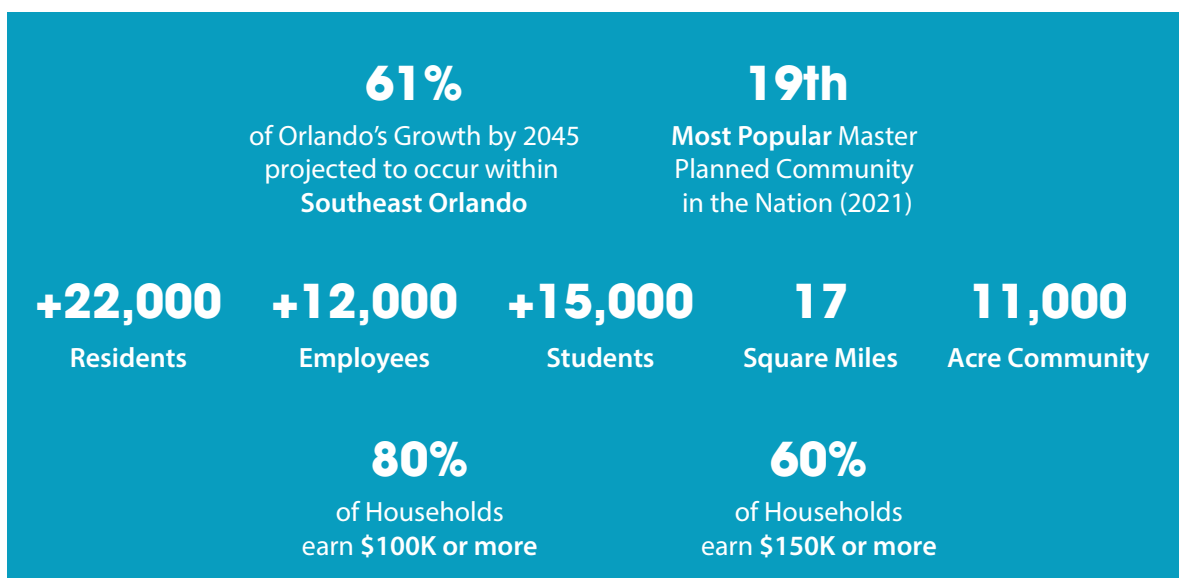 61%
of Orlando's Growth by 2045
projected to occur within
Southeast Orlando
19th
Most Popular Master
Planned Community
in the Nation (2021)
+22,000
Residents
+12,000
Employees
+15,000
Students
17
Square Miles
11,000
Acre Community
80%
of Households
earn $100K or more
60%
of Households
earn $150K or more